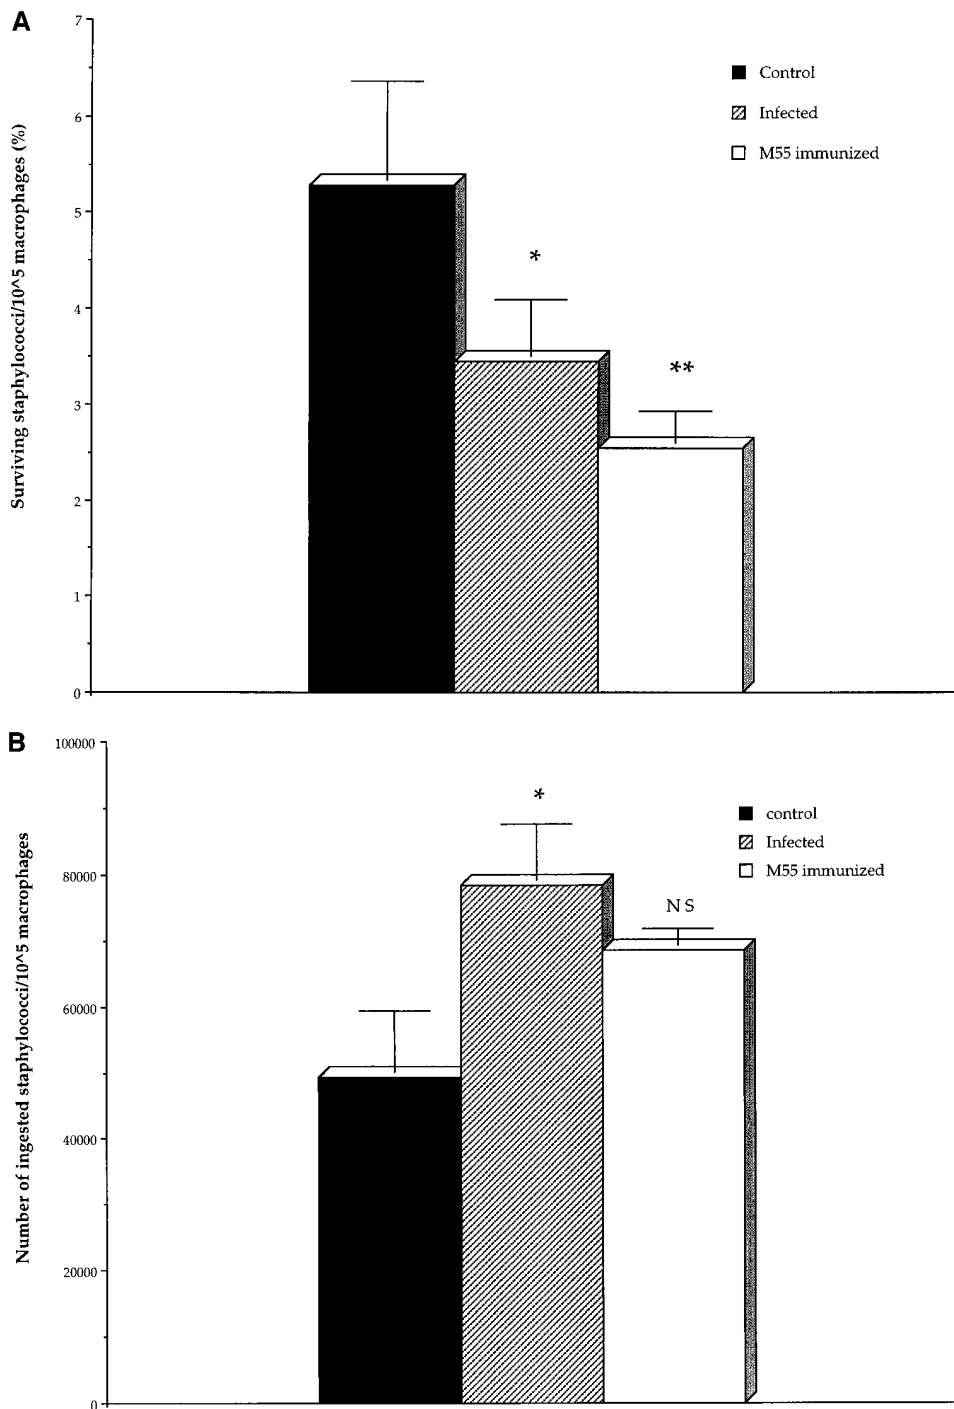 A
7
6
5
4
3
2
1
0
Surviving staphylococci/10^5 macrophages (%)
Control
Infected
M55 immunized
*
**
B
100000
80000
60000
40000
20000
0
Number of ingested staphylococci/10^5 macrophages
control
Infected
M55 immunized
*
NS